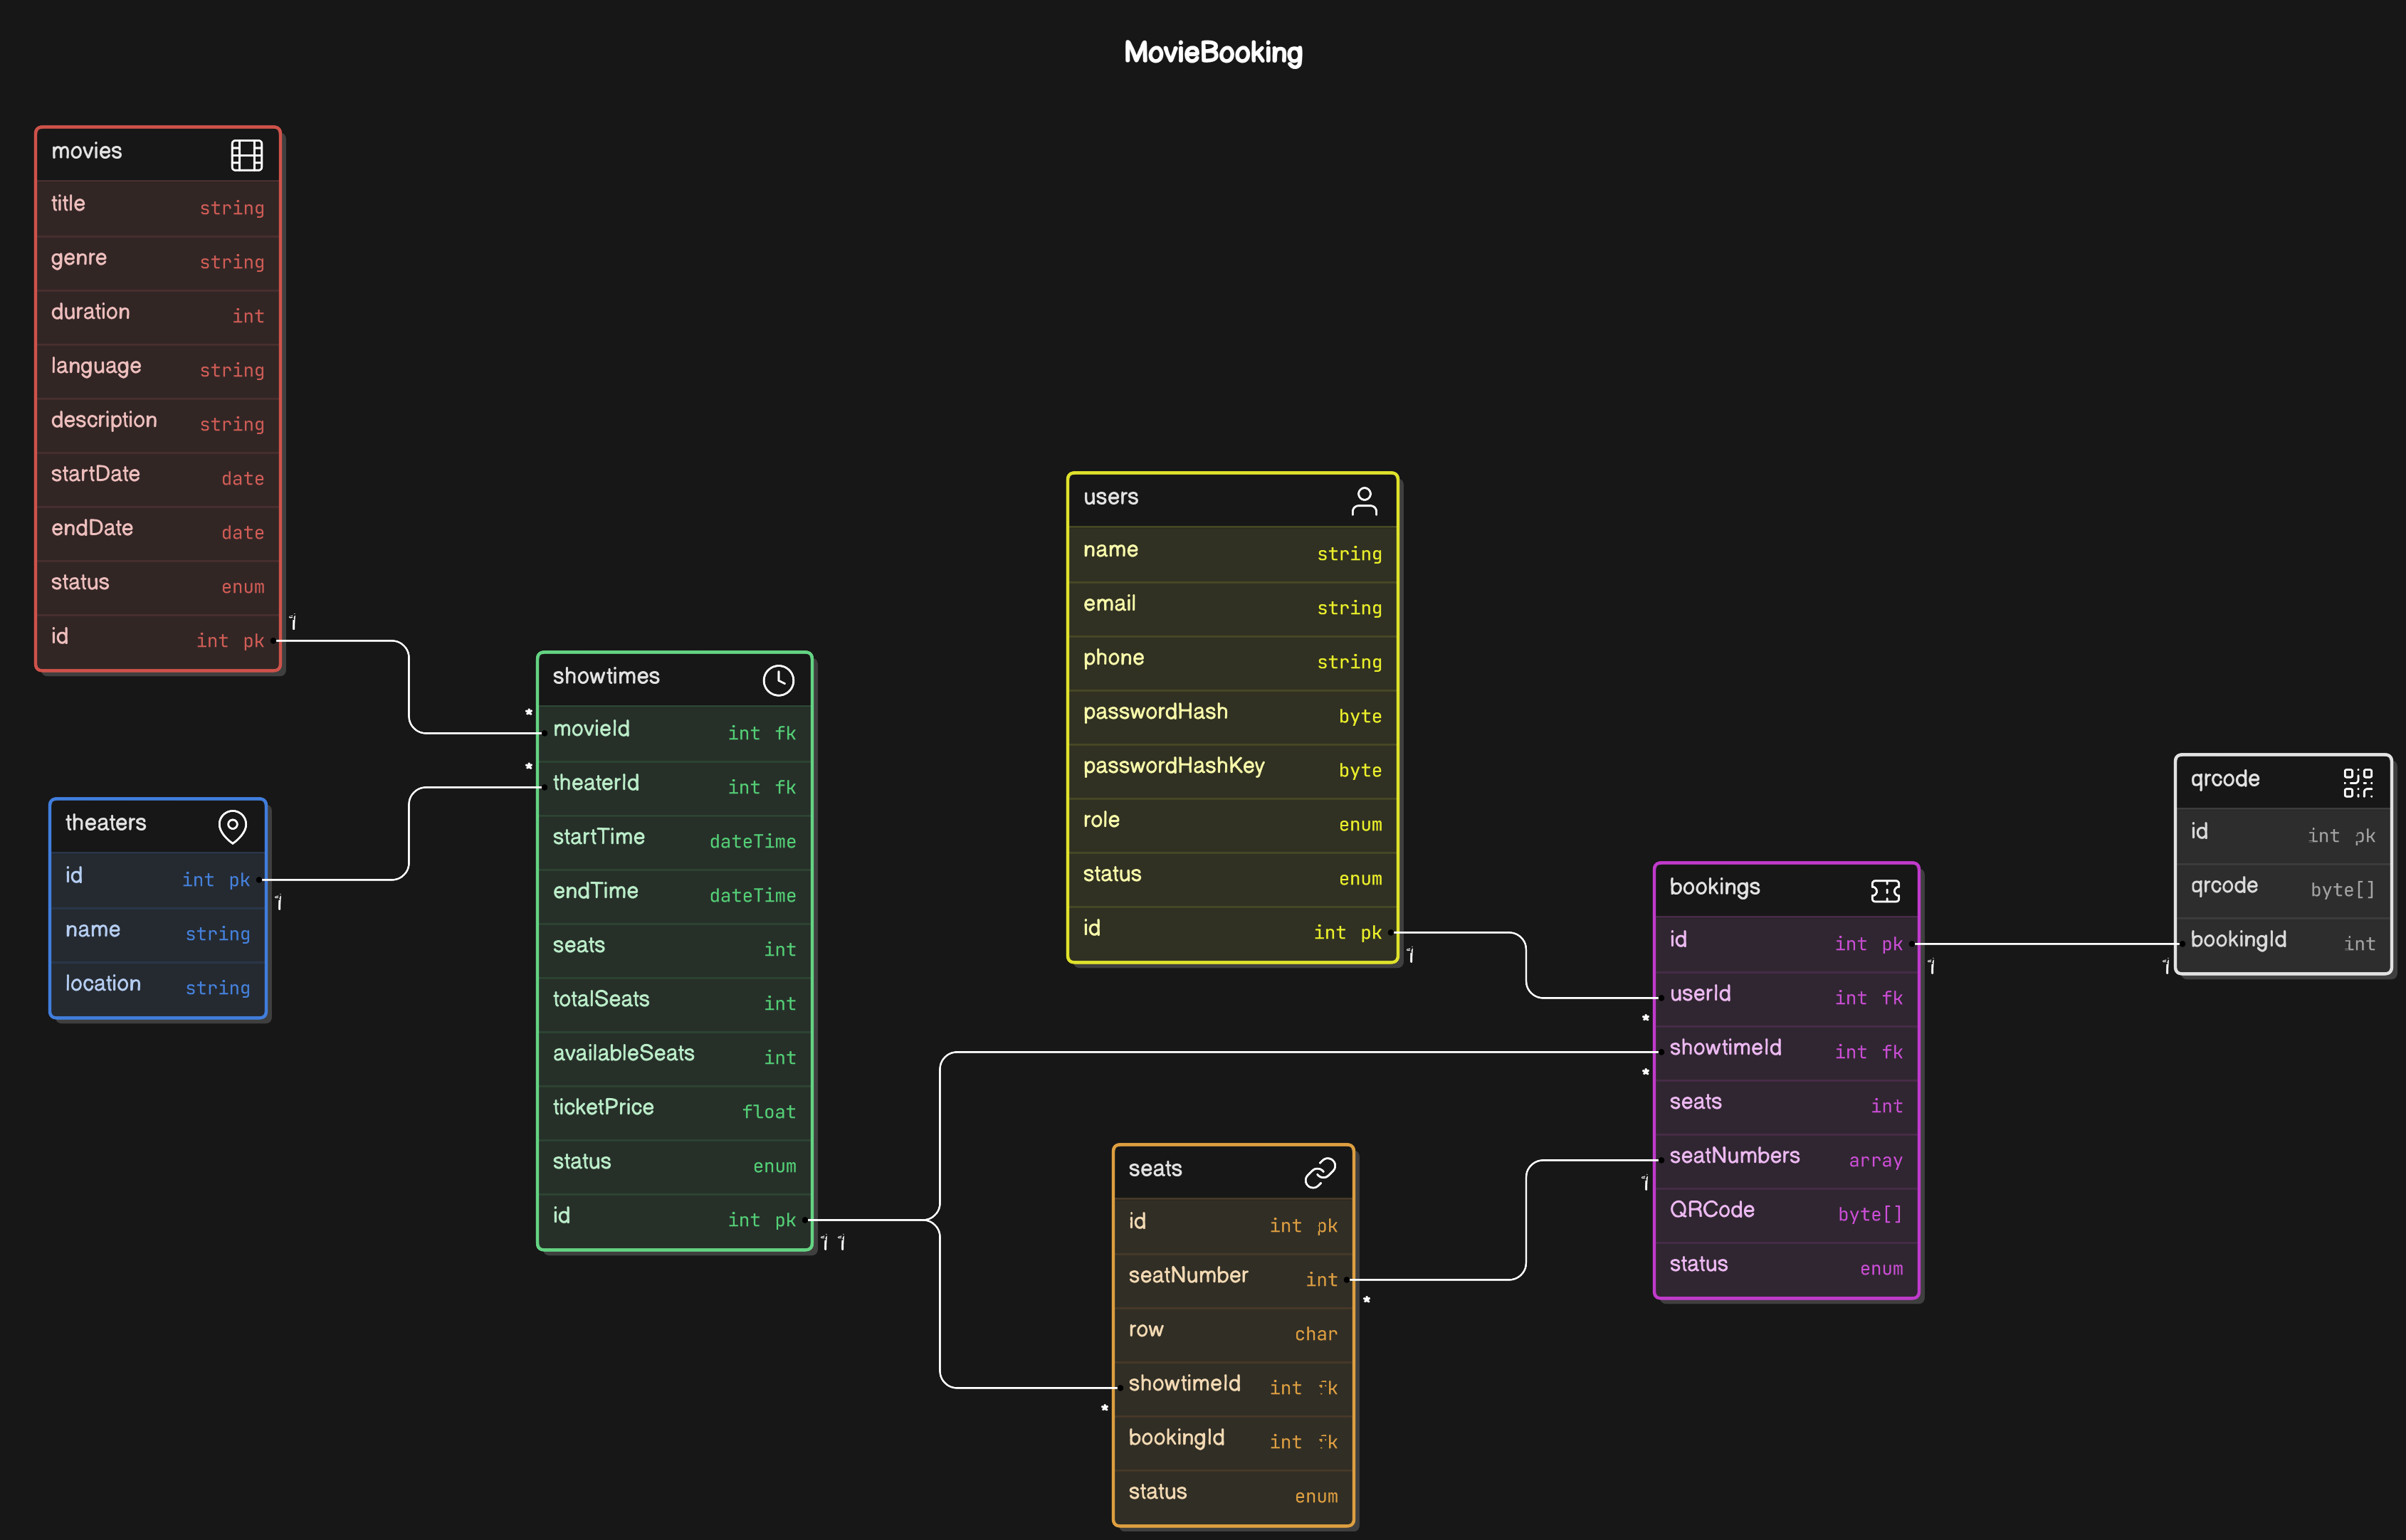 MovieBooking
movies
title string
genre string
duration int
language string
description string
startDate date
endDate date
status enum
id int pk
1
*
*
theaters
id int pk
1
name string
location string
showtimes
movieId int fk
theaterId int fk
startTime dateTime
endTime dateTime
seats int
totalSeats int
availableSeats int
ticketPrice float
status enum
id int pk
1 1
users
name string
email string
phone string
passwordHash byte
passwordHashKey byte
role enum
status enum
id int pk
1
*
*
1
seats
id int pk
seatNumber int
*
row char
showtimeId int fk
*
bookingId int fk
status enum
bookings
id int pk
1
userId int fk
showtimeId int fk
seats int
seatNumbers array
QRCode byte[]
status enum
qrcode
id int pk
qrcode byte[]
bookingId int
1